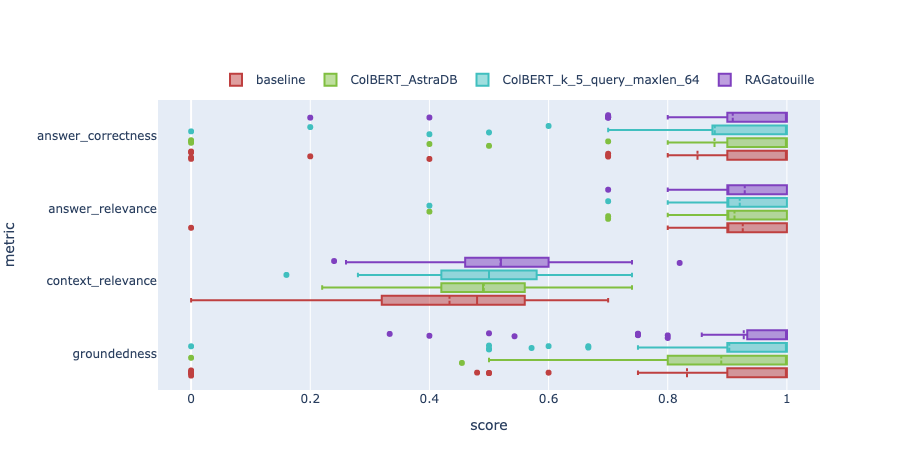 baseline ColBERT_AstraDB ColBERT_k_5_query_maxlen_64 RAGatouille
answer_correctness
answer_relevance
context_relevance
groundedness
metric
0 0.2 0.4 0.6 0.8 1
score